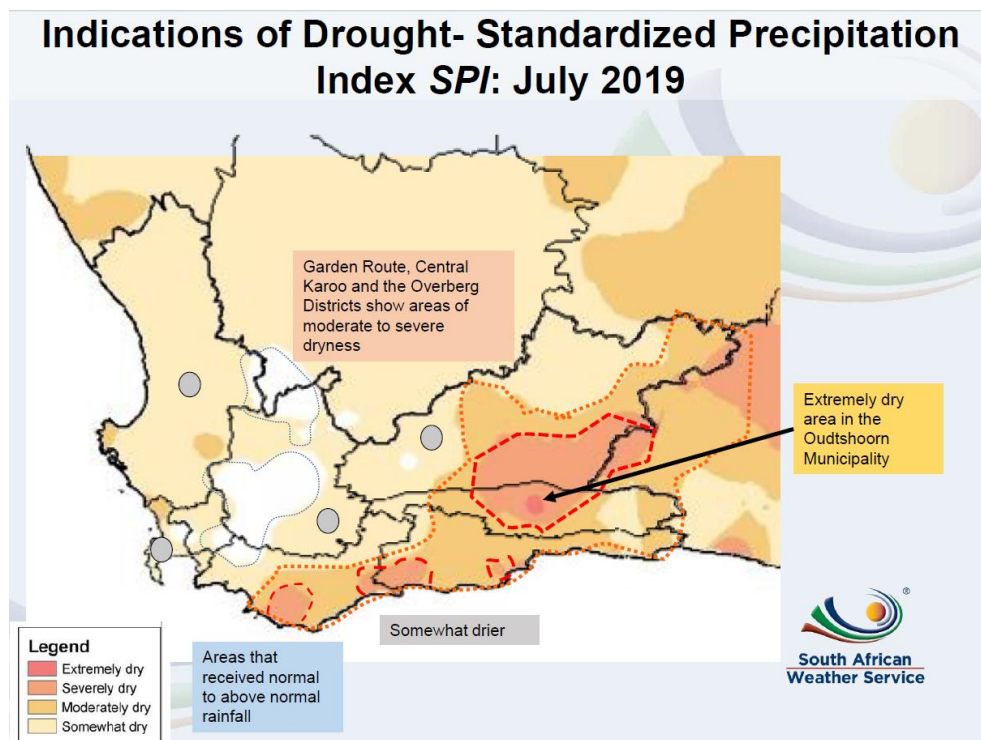 Indications of Drought- Standardized Precipitation
Index SPI: July 2019
Garden Route, Central
Karoo and the Overberg
Districts show areas of
moderate to severe
dryness
Extremely dry
area in the
Oudtshoorn
Municipality
Somewhat drier
Areas that
received normal
to above normal
rainfall
Legend
Extremely dry
Severely dry
Moderately dry
Somewhat dry
®
South African
Weather Service